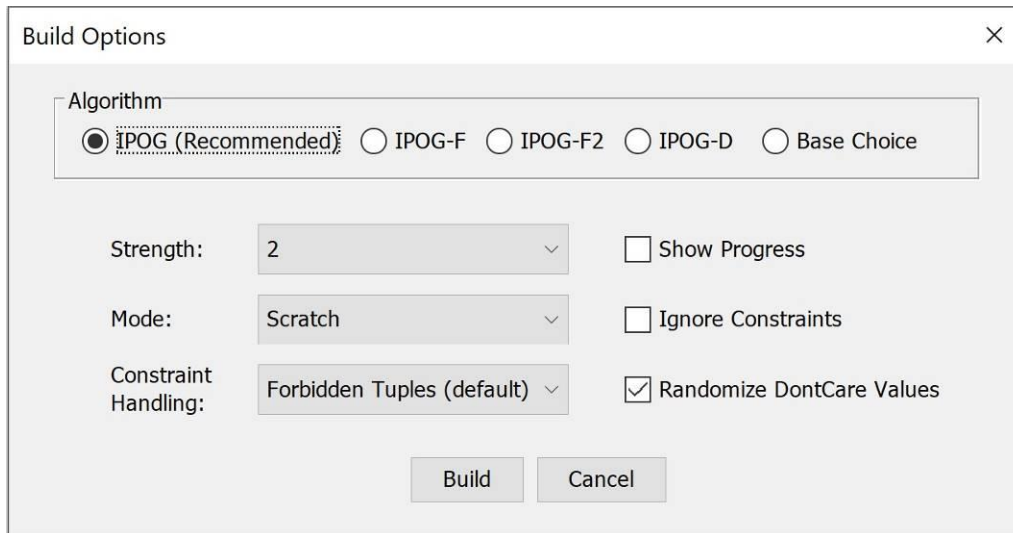 Build Options
Algorithm
IPOG (Recommended) IPOG-F IPOG-F2 IPOG-D Base Choice
Strength: 2 Show Progress
Mode: Scratch Ignore Constraints
Constraint
Handling: Forbidden Tuples (default) Randomize DontCare Values
Build Cancel